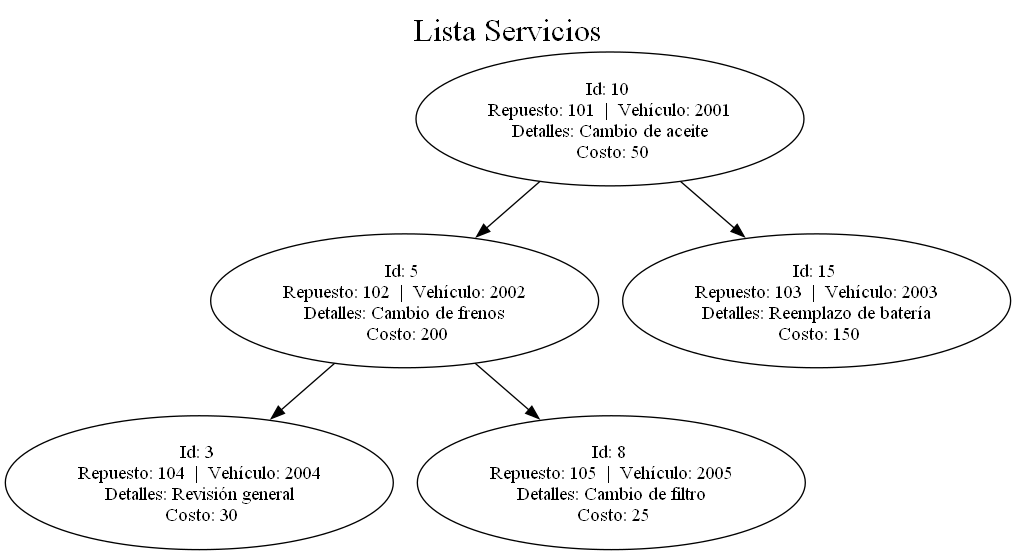 Lista Servicios
Id: 10
Repuesto: 101 | Vehículo: 2001
Detalles: Cambio de aceite
Costo: 50
Id: 5
Repuesto: 102 | Vehículo: 2002
Detalles: Cambio de frenos
Costo: 200
Id: 15
Repuesto: 103 | Vehículo: 2003
Detalles: Reemplazo de batería
Costo: 150
Id: 3
Repuesto: 104 | Vehículo: 2004
Detalles: Revisión general
Costo: 30
Id: 8
Repuesto: 105 | Vehículo: 2005
Detalles: Cambio de filtro
Costo: 25